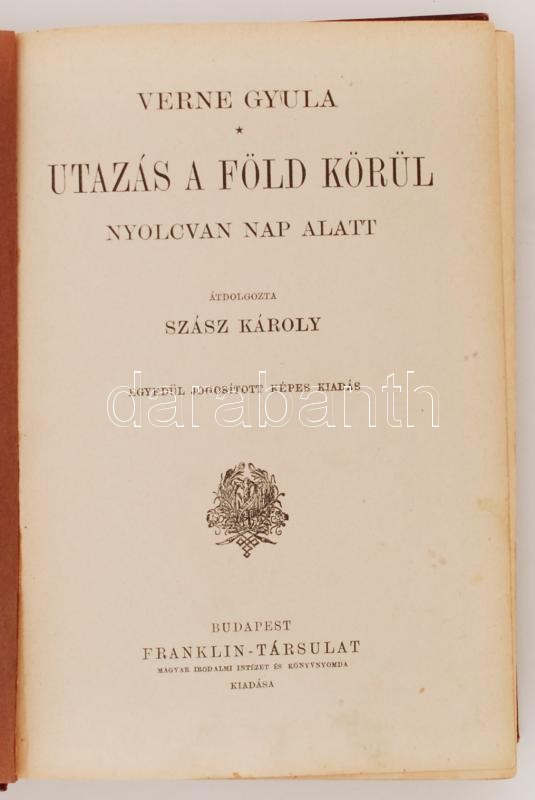 VERNE GYULA
★
UTAZÁS A FÖLD KÖRÜL
NYOLCVAN NAP ALATT
ÁTDOLGOZTA
SZÁSZ KÁROLY
EGYEDÜL JOGOSÍTOTT KÉPES KIADÁS
darabanth
BUDAPEST
FRANKLIN-TÁRSULAT
MAGYAR IRODALMI INTÉZET ÉS KÖNYVNYOMDA
KIADÁSA